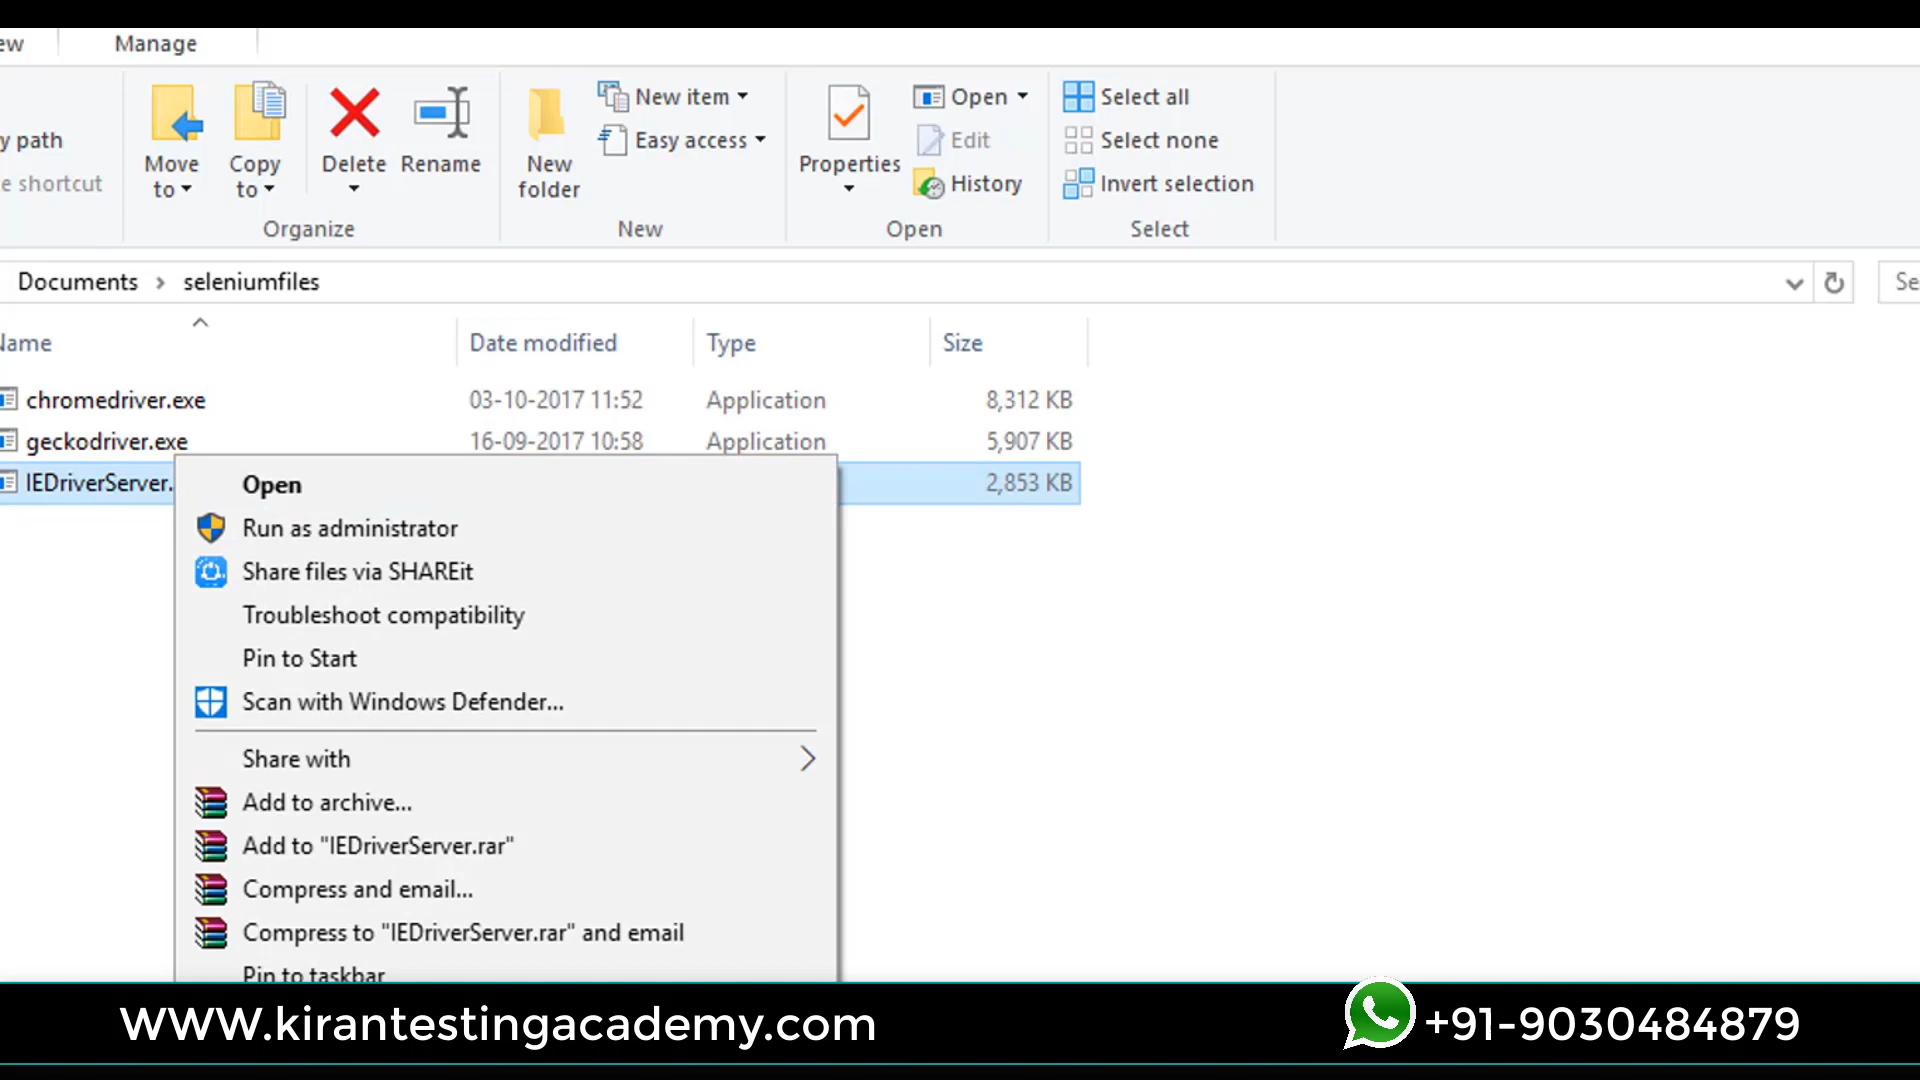 ew Manage
y path
e shortcut
Move to
Copy to
Delete
Rename
Organize
New folder
New item
Easy access
New
Properties
Open
Edit
History
Open
Select all
Select none
Invert selection
Select
Documents > seleniumfiles
Se
Name Date modified Type Size
chromedriver.exe 03-10-2017 11:52 Application 8,312 KB
geckodriver.exe 16-09-2017 10:58 Application 5,907 KB
IEDriverServer. 2,853 KB
Open
Run as administrator
Share files via SHAREit
Troubleshoot compatibility
Pin to Start
Scan with Windows Defender...
Share with
Add to archive...
Add to "IEDriverServer.rar"
Compress and email...
Compress to "IEDriverServer.rar" and email
Pin to taskbar
WWW.kirantestingacademy.com
+91-9030484879